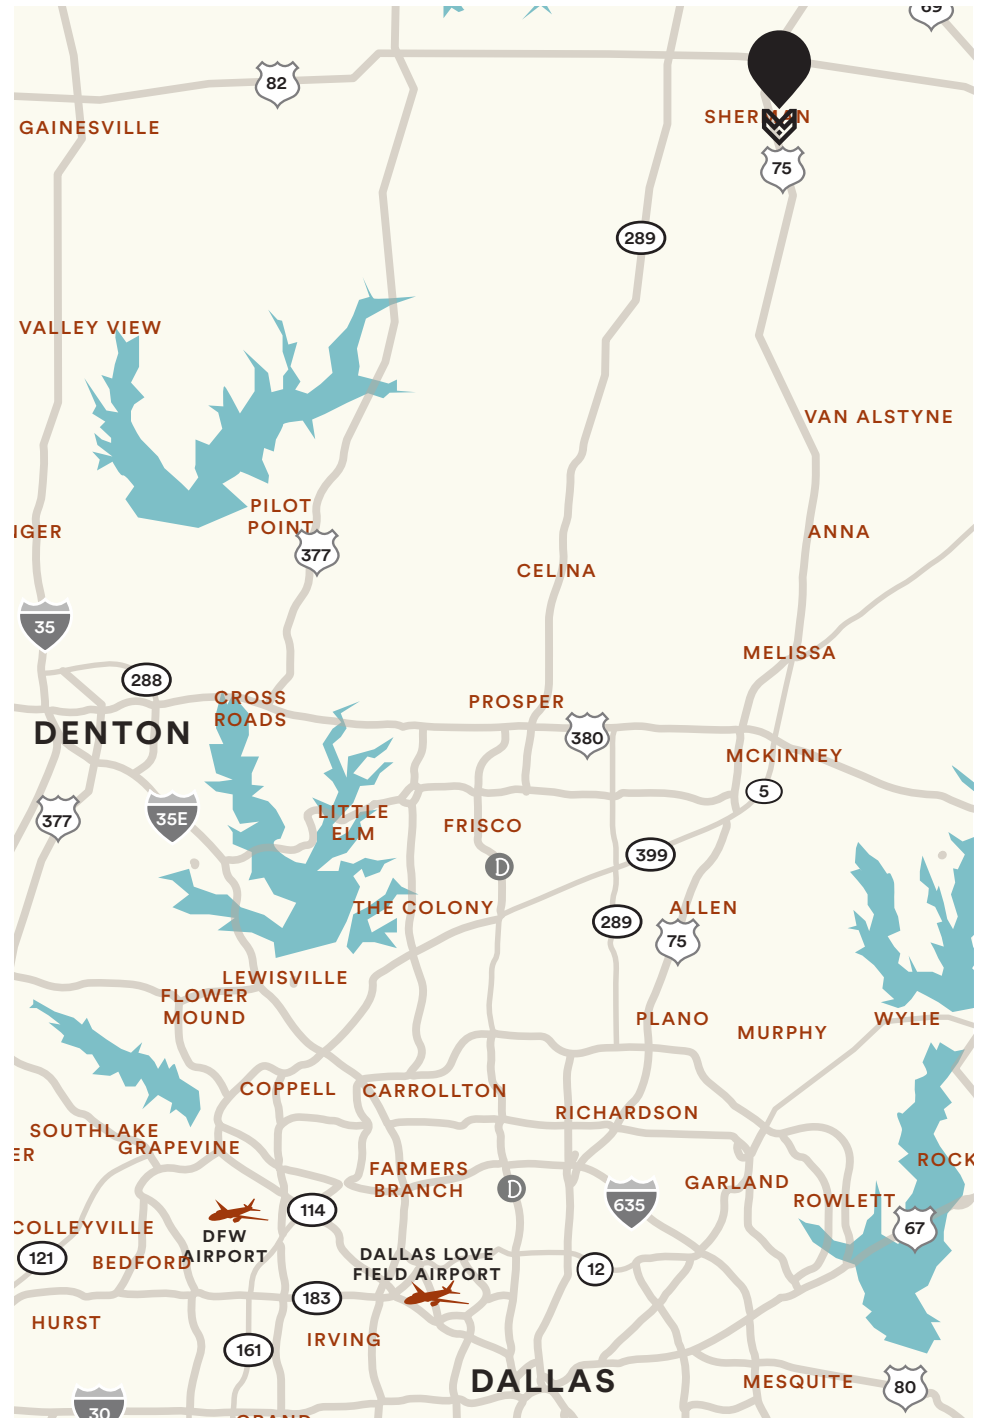 69
82
SHERMAN
GAINESVILLE
75
289
VALLEY VIEW
VAN ALSTYNE
PILOT
POINT
NGER
ANNA
377
CELINA
35
MELISSA
288
CROSS
ROADS
PROSPER
DENTON
380
MCKINNEY
5
377
35E
LITTLE
ELM
FRISCO
399
D
THE COLONY
289
ALLEN
75
LEWISVILLE
FLOWER
MOUND
PLANO
MURPHY
WYLIE
COPPELL
CARROLLTON
RICHARDSON
SOUTHLAKE
GRAPEVINE
ER
ROCK
FARMERS
BRANCH
GARLAND
D
635
ROWLETT
114
COLLEYVILLE
DFW
AIRPORT
67
121
BEDFORD
DALLAS LOVE
FIELD AIRPORT
12
183
HURST
IRVING
161
DALLAS
MESQUITE
80
30
GRAND